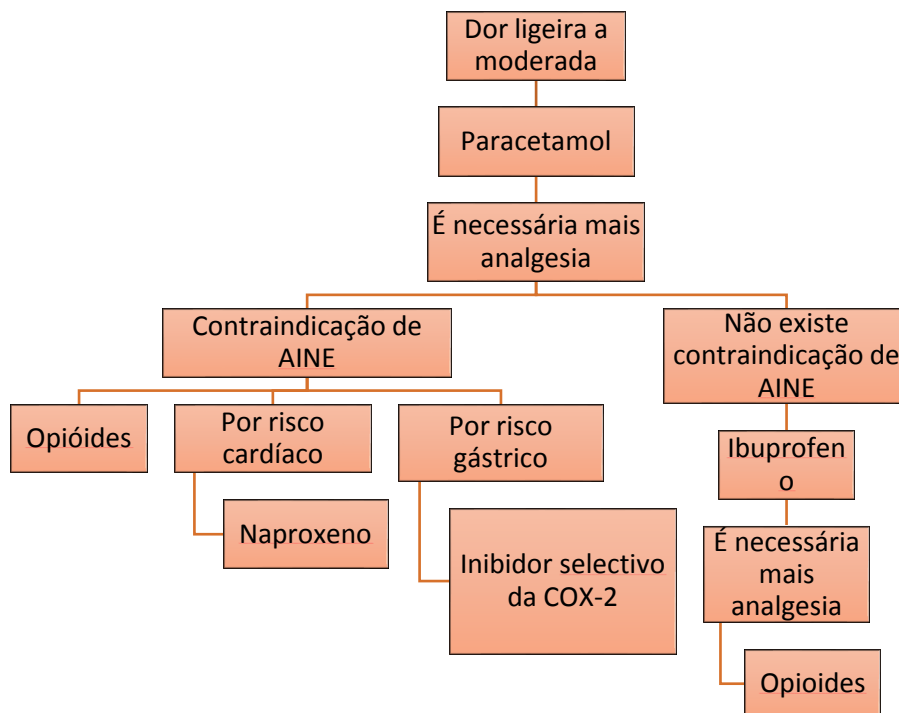 Dor ligeira a
moderada
Paracetamol
É necessária mais
analgesia
Contraindicação de
AINE
Não existe
contraindicação de
AINE
Opióides
Por risco
cardíaco
Por risco
gástrico
Ibuprofen
o
Naproxeno
Inibidor selectivo
da COX-2
É necessária
mais
analgesia
Opioides